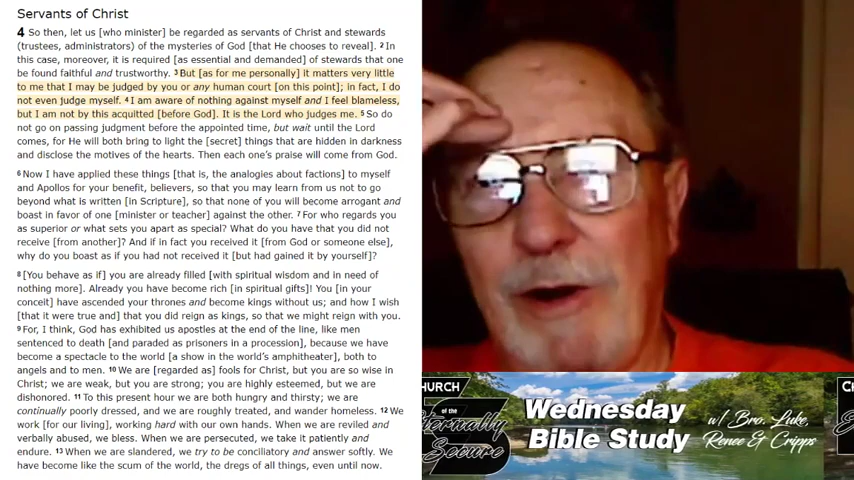 Servants of Christ
4 So then, let us [who minister] be regarded as servants of Christ and stewards
(trustees, administrators) of the mysteries of God [that He chooses to reveal]. 2 In
this case, moreover, it is required [as essential and demanded] of stewards that one
be found faithful and trustworthy. 3 But [as for me personally] it matters very little
to me that I may be judged by you or any human court [on this point]; in fact, I do
not even judge myself. 4 I am aware of nothing against myself and I feel blameless,
but I am not by this acquitted [before God]. It is the Lord who judges me. 5 So do
not go on passing judgment before the appointed time, but wait until the Lord
comes, for He will both bring to light the [secret] things that are hidden in darkness
and disclose the motives of the hearts. Then each one's praise will come from God.
6 Now I have applied these things [that is, the analogies about factions] to myself
and Apollos for your benefit, believers, so that you may learn from us not to go
beyond what is written [in Scripture], so that none of you will become arrogant and
boast in favor of one [minister or teacher] against the other. 7 For who regards you
as superior or what sets you apart as special? What do you have that you did not
receive [from another]? And if in fact you received it [from God or someone else],
why do you boast as if you had not received it [but had gained it by yourself]?
8 [You behave as if] you are already filled [with spiritual wisdom and in need of
nothing more]. Already you have become rich [in spiritual gifts]! You [in your
conceit] have ascended your thrones and become kings without us; and how I wish
[that it were true and] that you did reign as kings, so that we might reign with you.
9 For, I think, God has exhibited us apostles at the end of the line, like men
sentenced to death [and paraded as prisoners in a procession], because we have
become a spectacle to the world [a show in the world's amphitheater], both to
angels and to men. 10 We are [regarded as] fools for Christ, but you are so wise in
Christ; we are weak, but you are strong; you are highly esteemed, but we are
dishonored. 11 To this present hour we are both hungry and thirsty; we are
continually poorly dressed, and we are roughly treated, and wander homeless. 12 We
work [for our living], working hard with our own hands. When we are reviled and
verbally abused, we bless. When we are persecuted, we take it patiently and
endure. 13 When we are slandered, we try to be conciliatory and answer softly. We
have become like the scum of the world, the dregs of all things, even until now.
CHURCH
of the
Eternally
Secure
Wednesday
Bible Study
w/ Bro. Luke,
Renee & Cripps